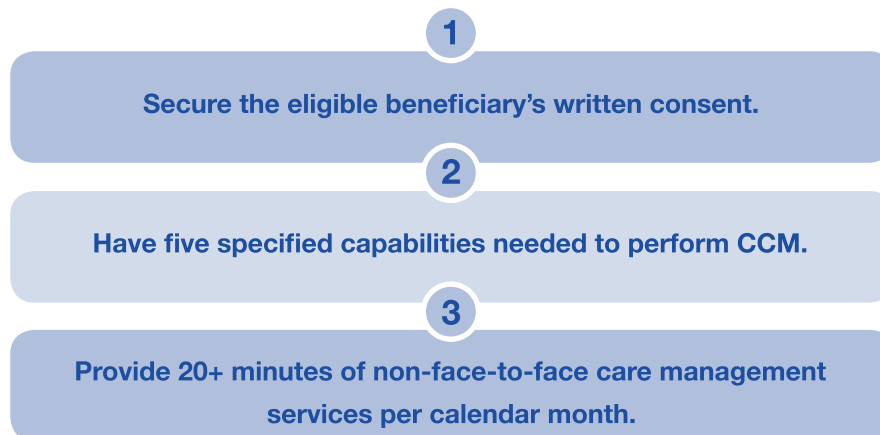 1
Secure the eligible beneficiary’s written consent.
2
Have five specified capabilities needed to perform CCM.
3
Provide 20+ minutes of non-face-to-face care management
services per calendar month.